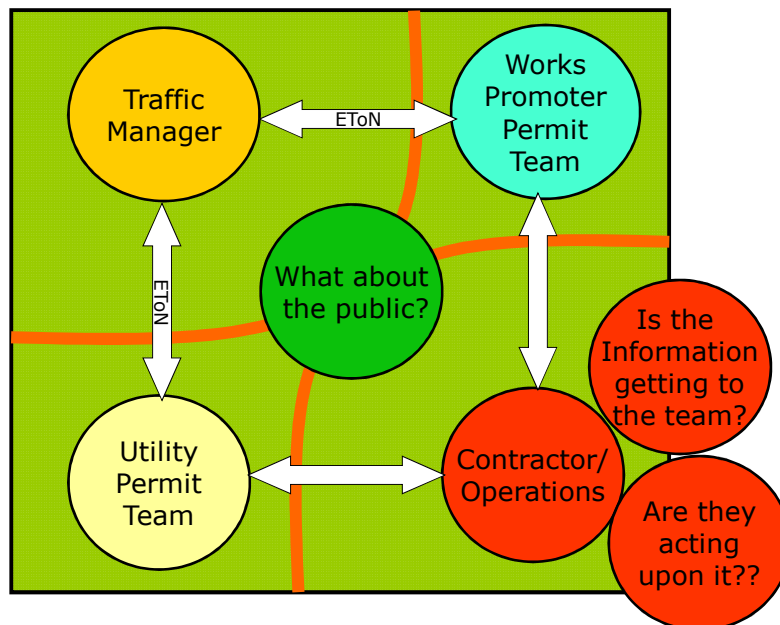 Traffic
Manager
EToN
Works
Promoter
Permit
Team
EToN
What about
the public?
Is the
Information
getting to
the team?
Utility
Permit
Team
Contractor/
Operations
Are they
acting
upon it??